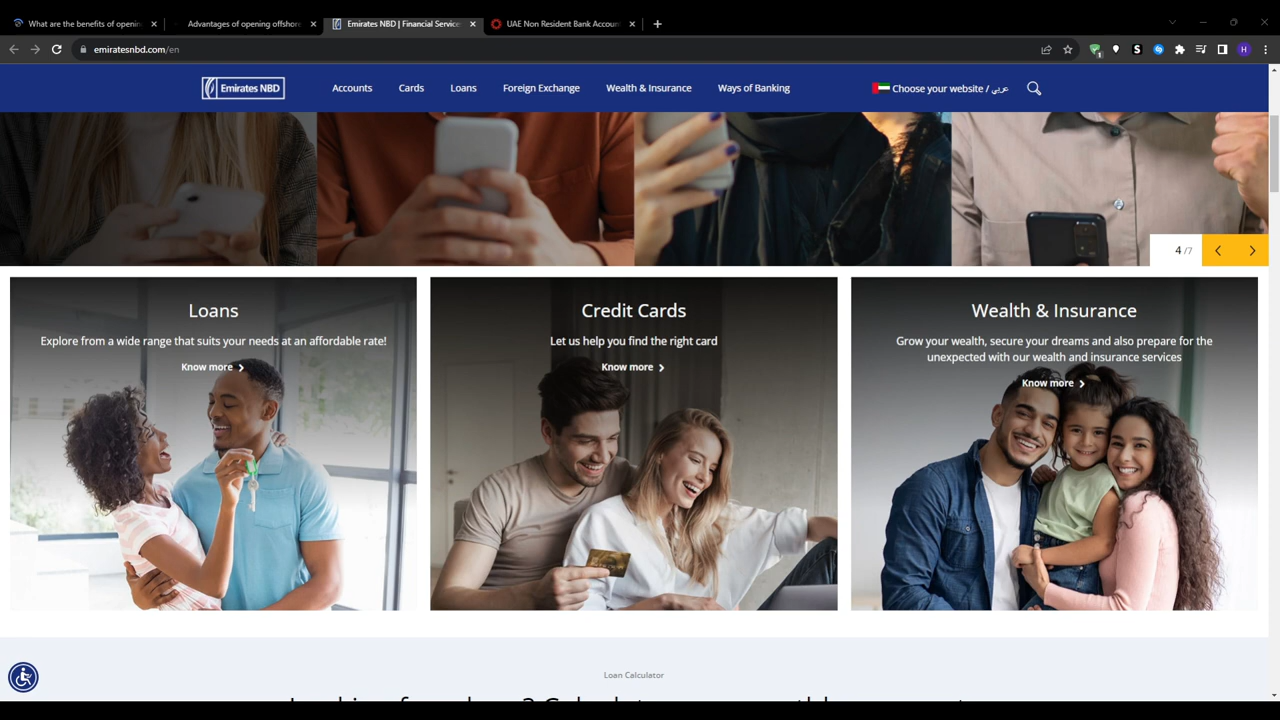 What are the benefits of openin
Advantages of opening offshore
Emirates NBD | Financial Service
UAE Non Resident Bank Accoun
emiratesnbd.com/en
H
Emirates NBD
Accounts
Cards
Loans
Foreign Exchange
Wealth & Insurance
Ways of Banking
Choose your website / عربي
4 /7
Loans
Explore from a wide range that suits your needs at an affordable rate!
Know more
Credit Cards
Let us help you find the right card
Know more
Wealth & Insurance
Grow your wealth, secure your dreams and also prepare for the
unexpected with our wealth and insurance services
Know more
Loan Calculator